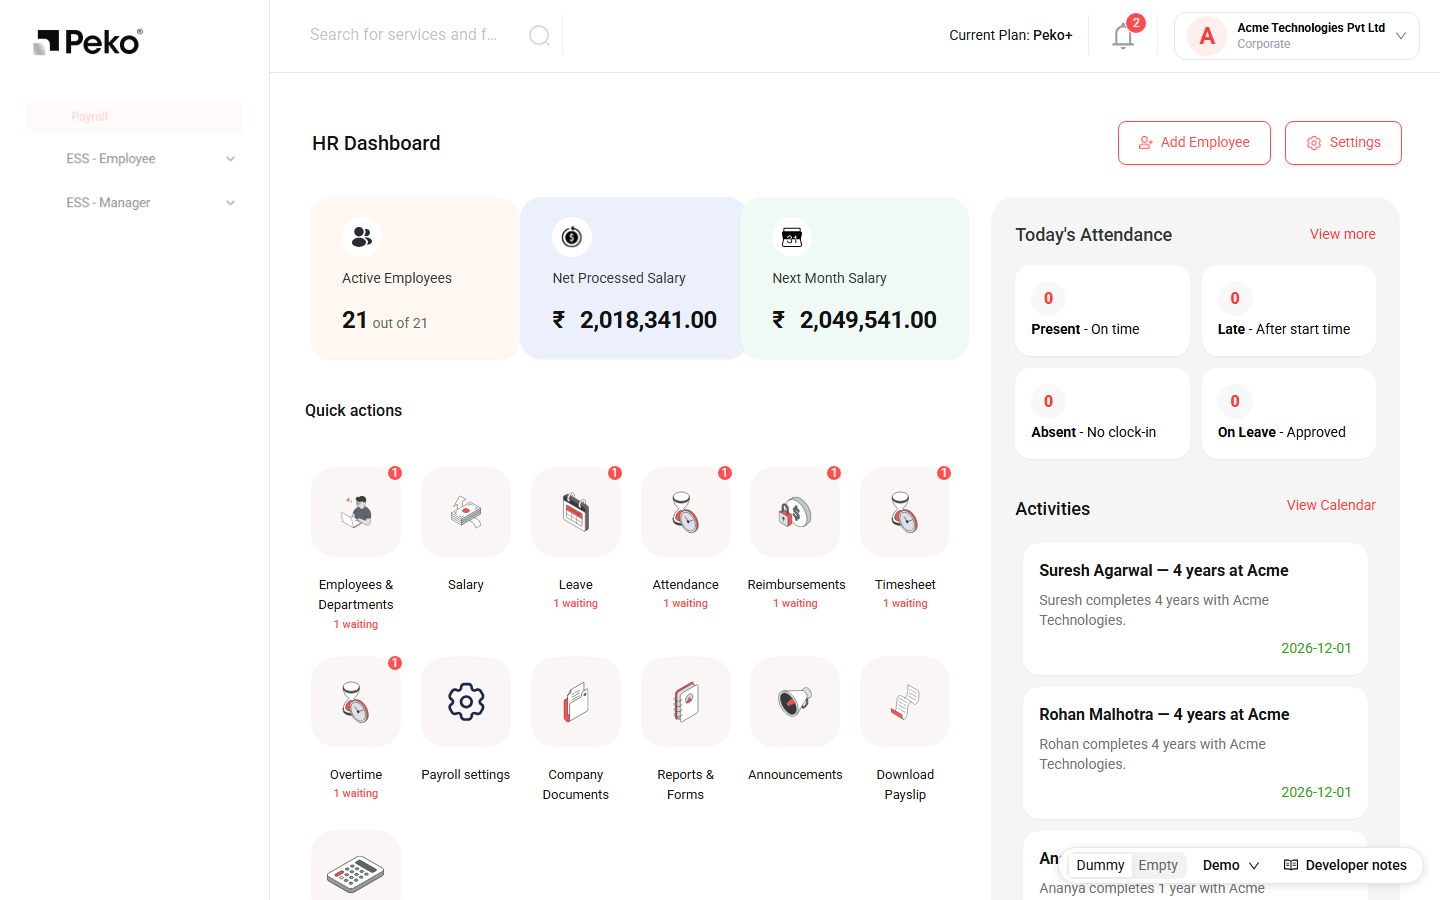 Peko®
Search for services and f...
Current Plan: Peko+
2
A
Acme Technologies Pvt Ltd
Corporate
Payroll
ESS - Employee
ESS - Manager
HR Dashboard
Add Employee
Settings
Active Employees
21 out of 21
Net Processed Salary
₹ 2,018,341.00
31
Next Month Salary
₹ 2,049,541.00
Quick actions
1
Employees &
Departments
1 waiting
Salary
1
Leave
1 waiting
1
Attendance
1 waiting
1
Reimbursements
1 waiting
1
Timesheet
1 waiting
1
Overtime
1 waiting
Payroll settings
Company
Documents
Reports &
Forms
Announcements
Download
Payslip
Today's Attendance
View more
0
Present - On time
0
Late - After start time
0
Absent - No clock-in
0
On Leave - Approved
Activities
View Calendar
Suresh Agarwal — 4 years at Acme
Suresh completes 4 years with Acme
Technologies.
2026-12-01
Rohan Malhotra — 4 years at Acme
Rohan completes 4 years with Acme
Technologies.
2026-12-01
Ananya completes 1 year with Acme
Dummy
Empty
Demo
Developer notes